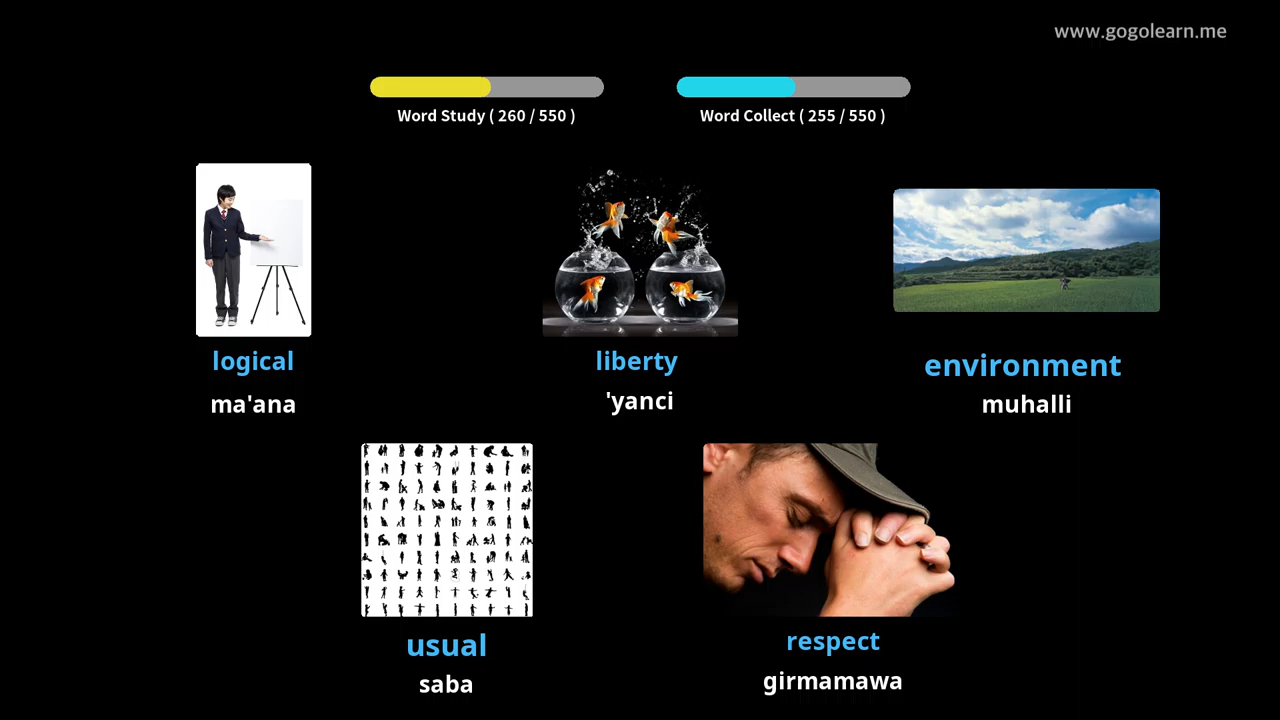 www.gogolearn.me
Word Study ( 260 / 550 )
Word Collect ( 255 / 550 )
logical
ma'ana
liberty
'yanci
environment
muhalli
usual
saba
respect
girmamawa